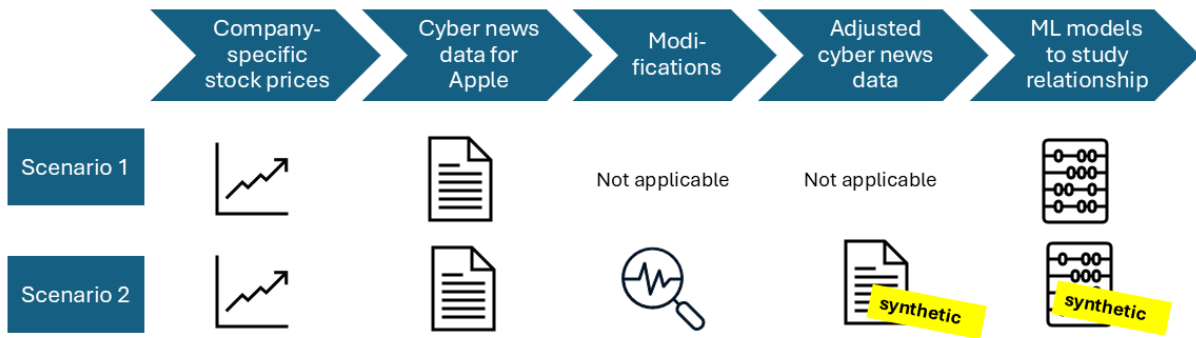 Company-
specific
stock prices
Cyber news
data for
Apple
Modi-
fications
Adjusted
cyber news
data
ML models
to study
relationship
Scenario 1
Not applicable
Not applicable
Scenario 2
synthetic
synthetic